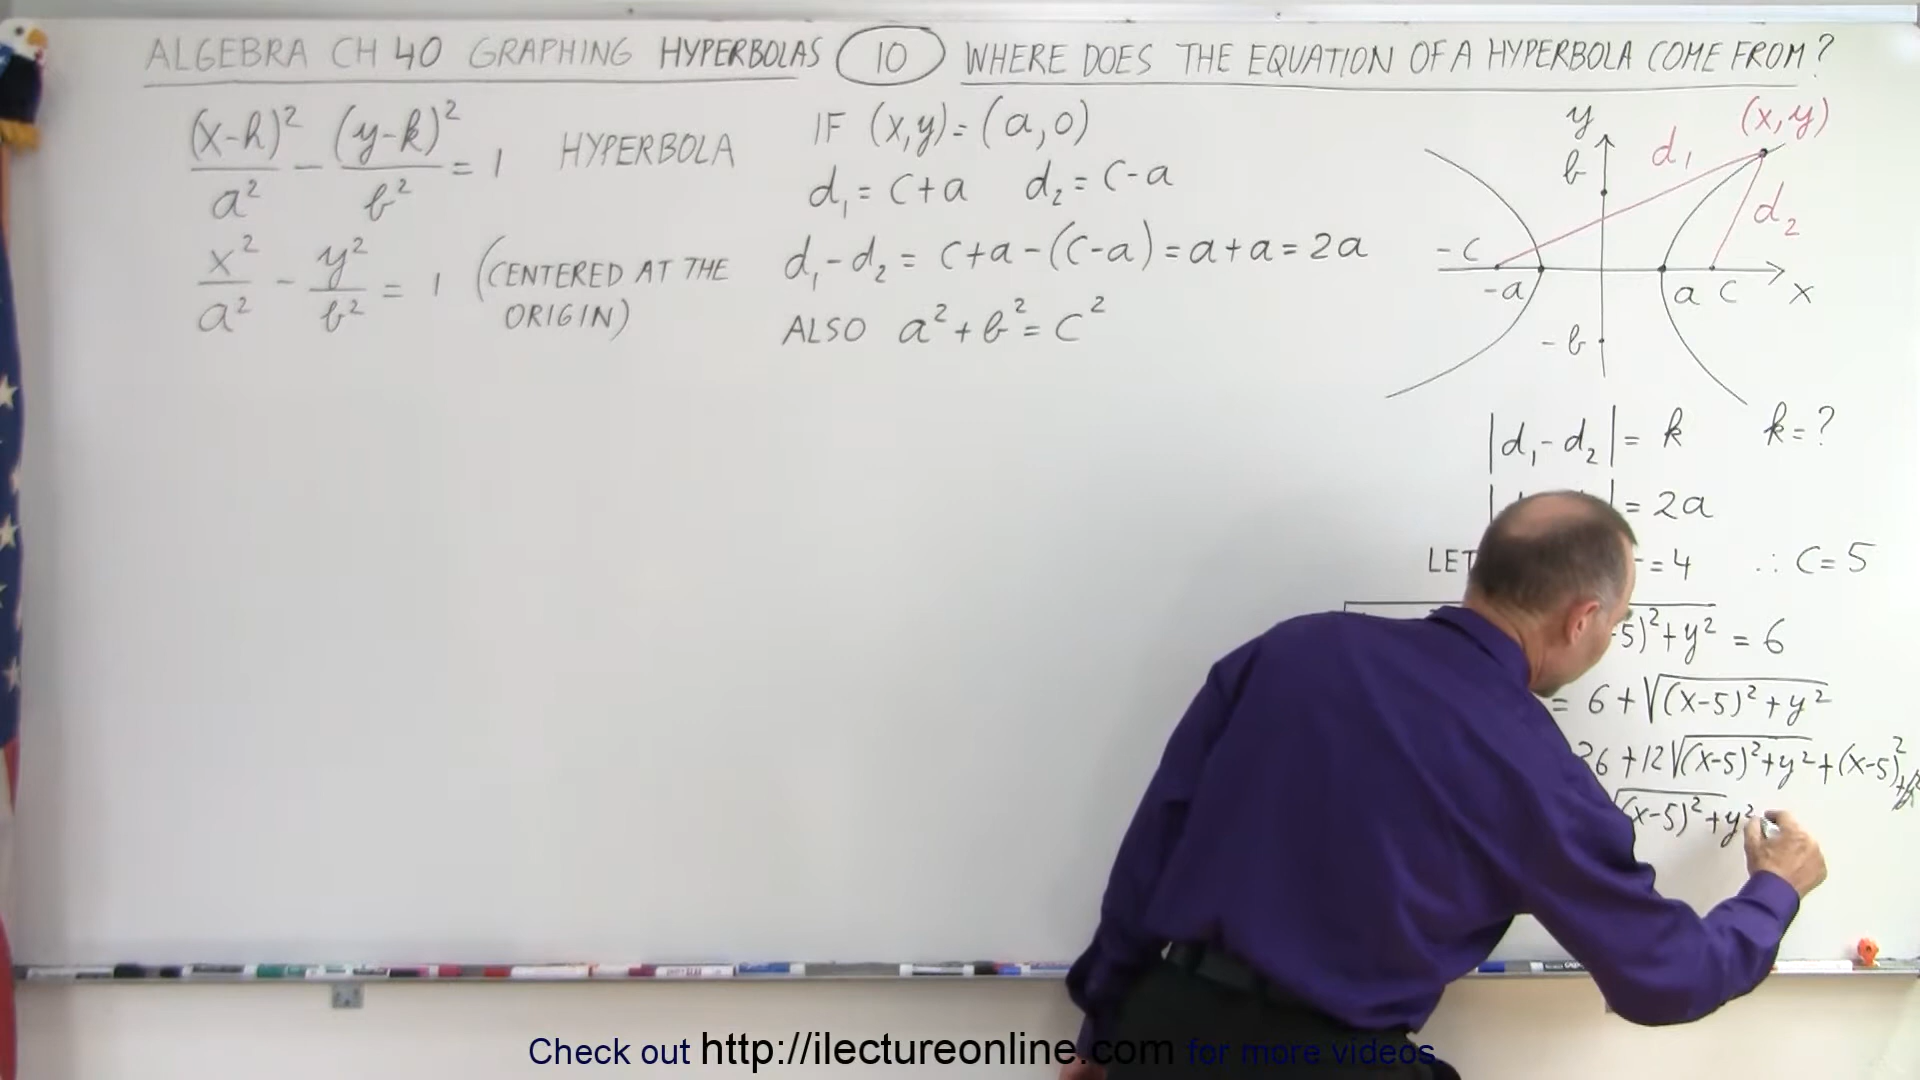 ALGEBRA CH 40 GRAPHING HYPERBOLAS 10 WHERE DOES THE EQUATION OF A HYPERBOLA COME FROM?
(x-h)²/a² - (y-k)²/b² = 1 HYPERBOLA
x²/a² - y²/b² = 1 (CENTERED AT THE
ORIGIN)
IF (x,y) = (a,0)
d₁ = c+a d₂ = c-a
d₁-d₂ = c+a-(c-a) = a+a = 2a
ALSO a²+b² = c²
y
(x,y)
b
d₁
d₂
-c
-a
a c
x
-b
|d₁-d₂| = k k=?
= 2a
LET = 4 ∴ c=5
5)²+y² = 6
= 6+√(x-5)²+y²
36 +12√(x-5)²+y² +(x-5)²
√(x-5)²+y²
Check out http://ilectureonline.com for more videos.